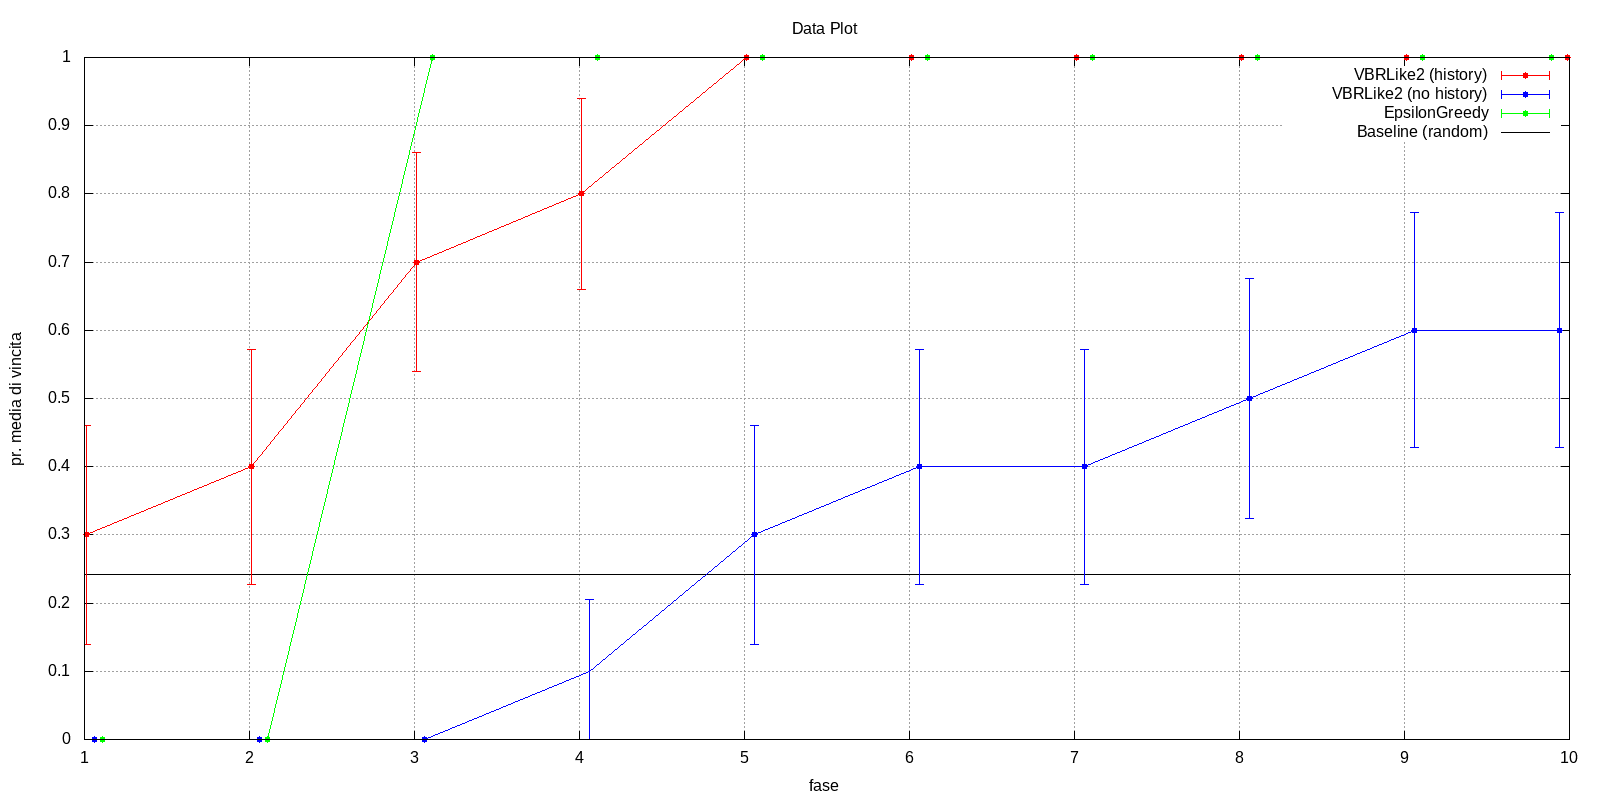 Data Plot
1
0.9
0.8
0.7
0.6
0.5
0.4
0.3
0.2
0.1
0
pr. media di vincita
VBRLike2 (history)
VBRLike2 (no history)
EpsilonGreedy
Baseline (random)
1 2 3 4 5 6 7 8 9 10
fase